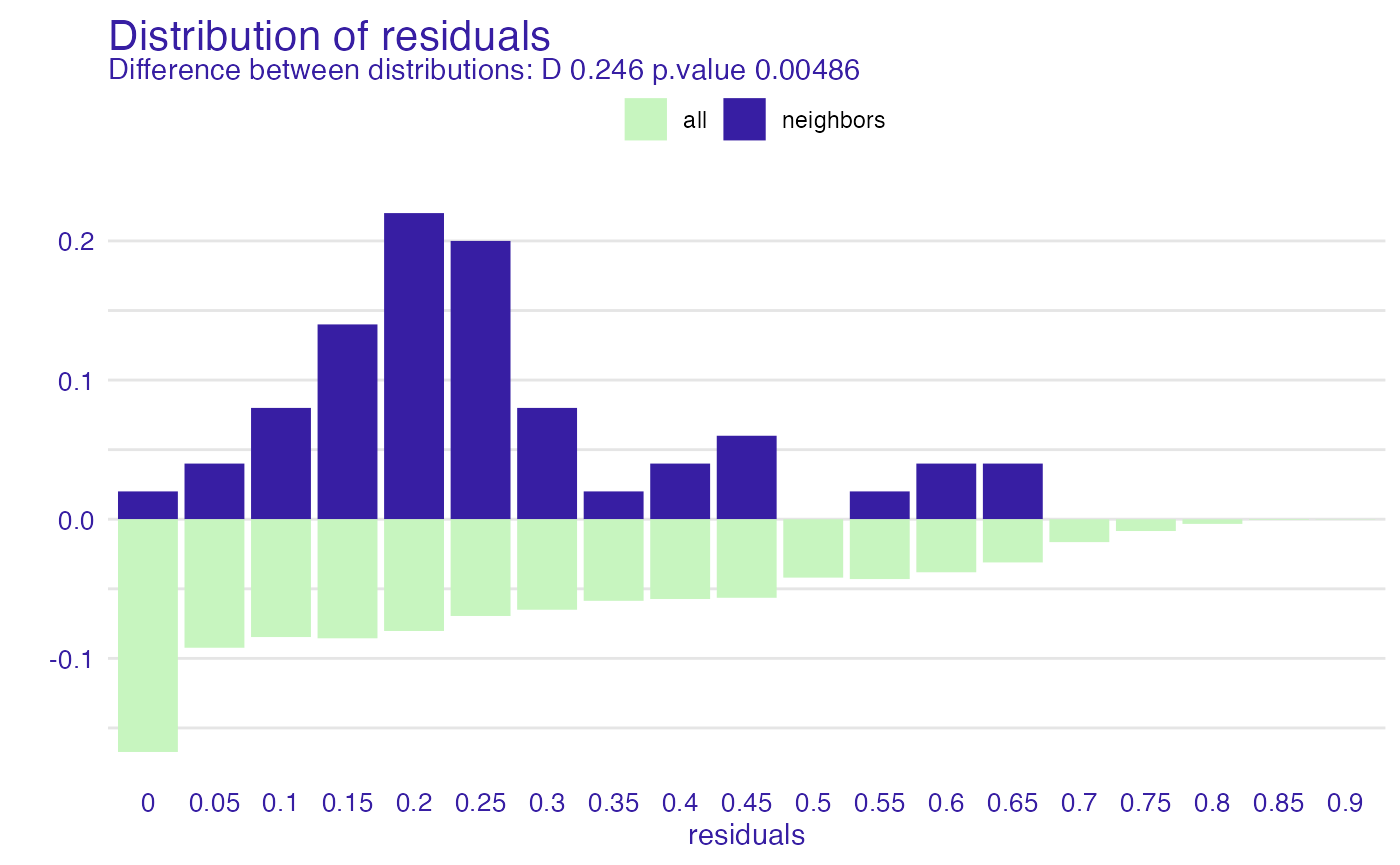 Distribution of residuals
Difference between distributions: D 0.246 p.value 0.00486
all neighbors
0.2
0.1
0.0
-0.1
0 0.05 0.1 0.15 0.2 0.25 0.3 0.35 0.4 0.45 0.5 0.55 0.6 0.65 0.7 0.75 0.8 0.85 0.9
residuals